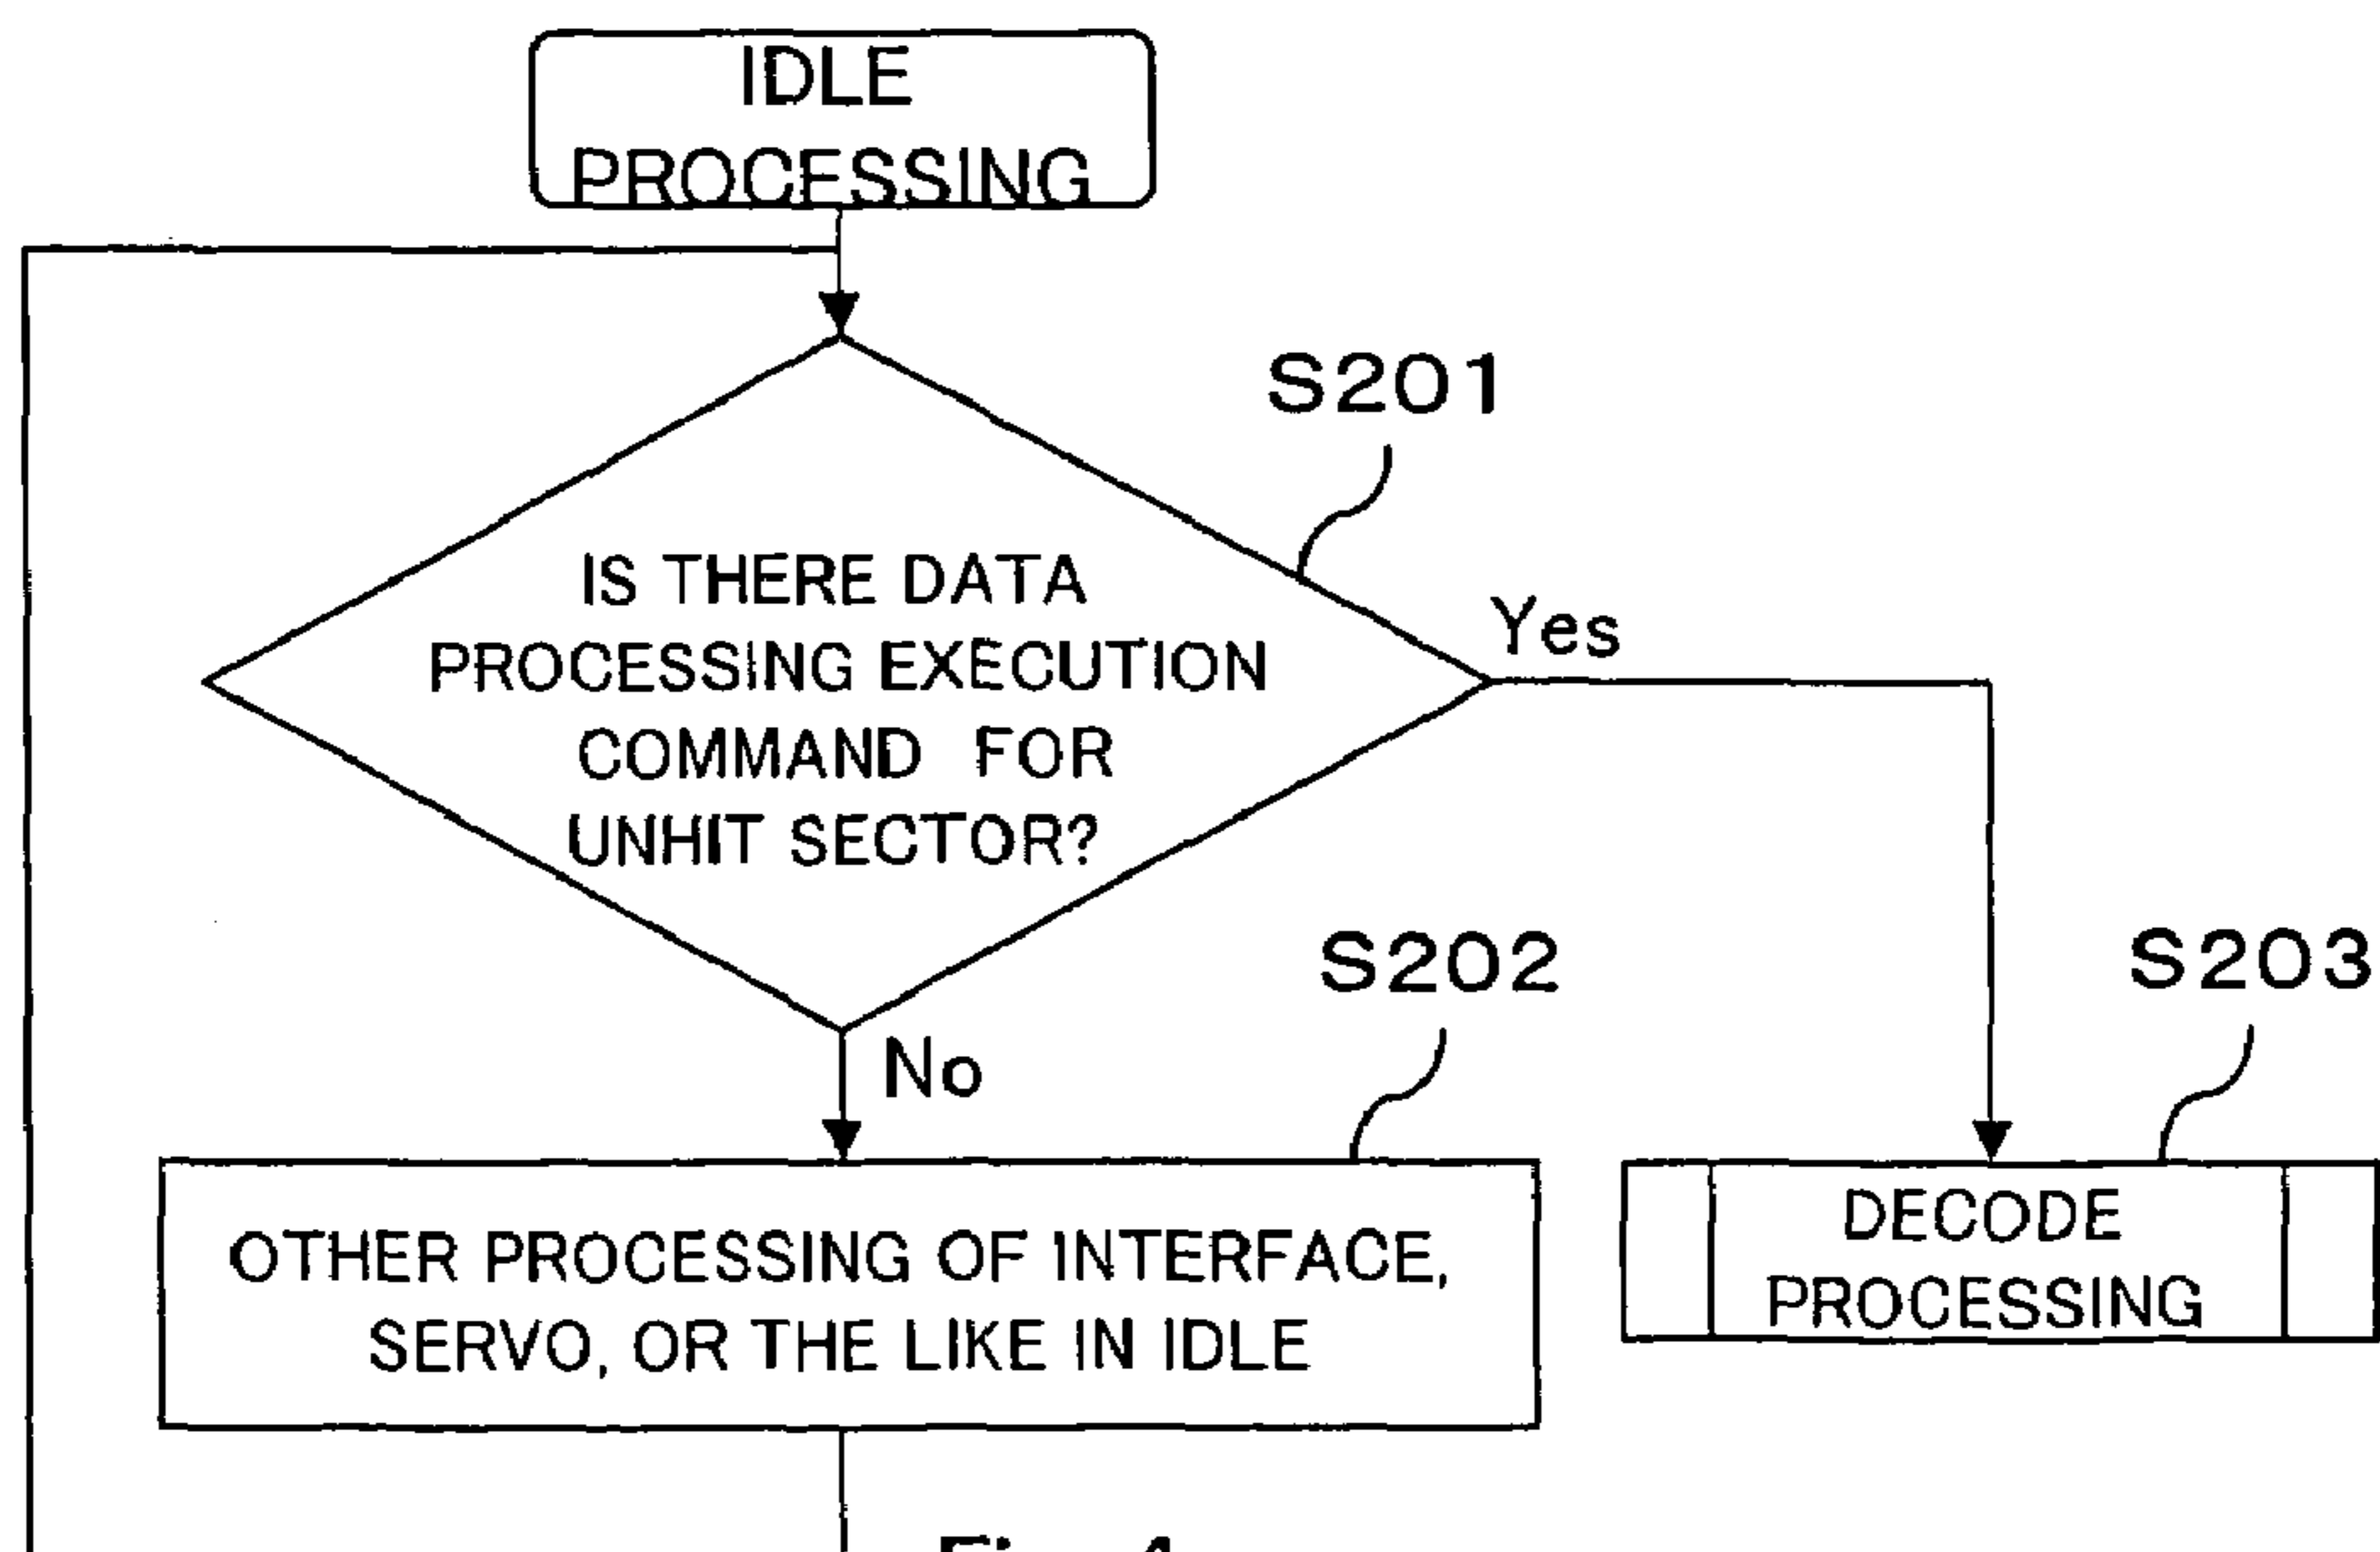 IDLE
PROCESSING
S201
IS THERE DATA
PROCESSING EXECUTION
COMMAND FOR
UNHIT SECTOR?
Yes
No
S202
S203
OTHER PROCESSING OF INTERFACE,
SERVO, OR THE LIKE IN IDLE
DECODE
PROCESSING